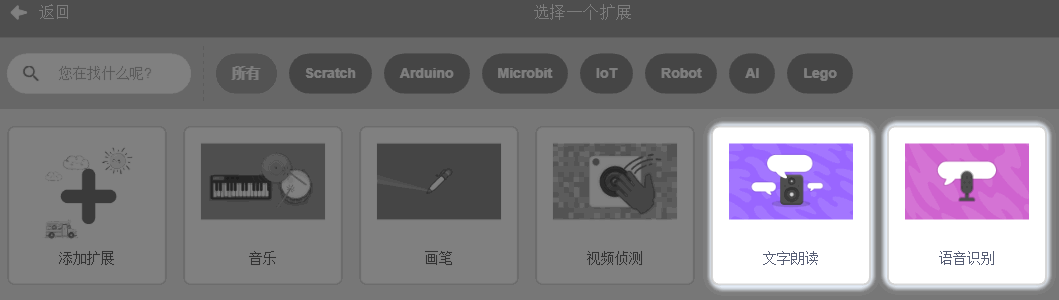 返回
选择一个扩展
您在找什么呢?
所有 Scratch Arduino Microbit IoT Robot AI Lego
添加扩展 音乐 画笔 视频侦测 文字朗读 语音识别